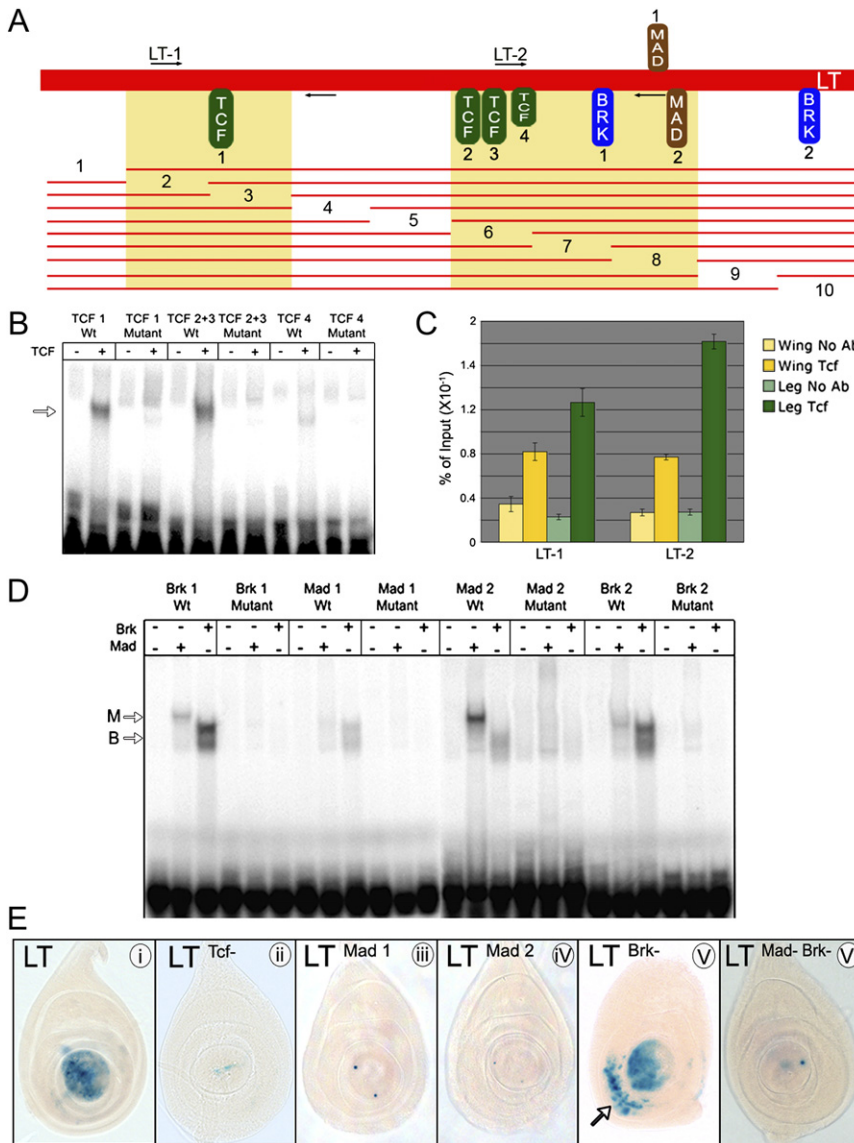 A
LT-1
LT-2
1
MAD
LT
TCF
TCF
TCF
TCF
BRK
MAD
BRK
1
2
3
4
1
2
2
1
2
3
4
5
6
7
8
9
10
B
TCF 1 Wt
TCF 1 Mutant
TCF 2+3 Wt
TCF 2+3 Mutant
TCF 4 Wt
TCF 4 Mutant
TCF - + - + - + - + - + - +
C
% of Input (X10⁻¹)
2
1.6
1.2
0.8
0.4
0
LT-1
LT-2
Wing No Ab
Wing Tcf
Leg No Ab
Leg Tcf
D
Brk 1 Wt
Brk 1 Mutant
Mad 1 Wt
Mad 1 Mutant
Mad 2 Wt
Mad 2 Mutant
Brk 2 Wt
Brk 2 Mutant
Brk - - + - - + - - + - - + - - + - - + - - + - - +
Mad - + - - + - - + - - + - - + - - + - - + - - + -
M
B
E
LT i
LT Tcf- ii
LT Mad 1 iii
LT Mad 2 iV
LT Brk- V
LT Mad- Brk- V